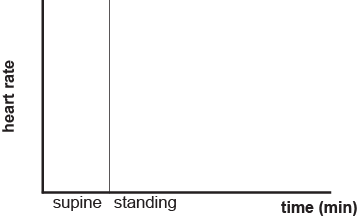 heart rate
supine
standing
time (min)